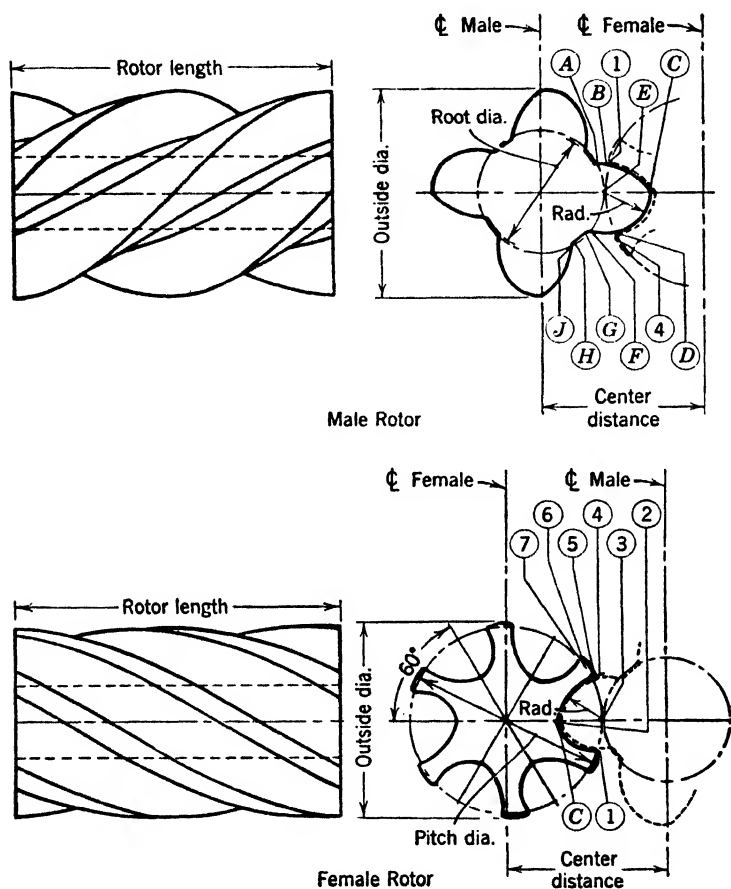 ℄ Male
℄ Female
Rotor length
A
1
C
B
E
Root dia.
Outside dia.
Rad.
J
G
4
H
F
D
Center
distance
Male Rotor
℄ Female
℄ Male
6
4
2
7
5
3
Rotor length
60°
Outside dia.
Rad.
C
1
Pitch dia.
Center
distance
Female Rotor